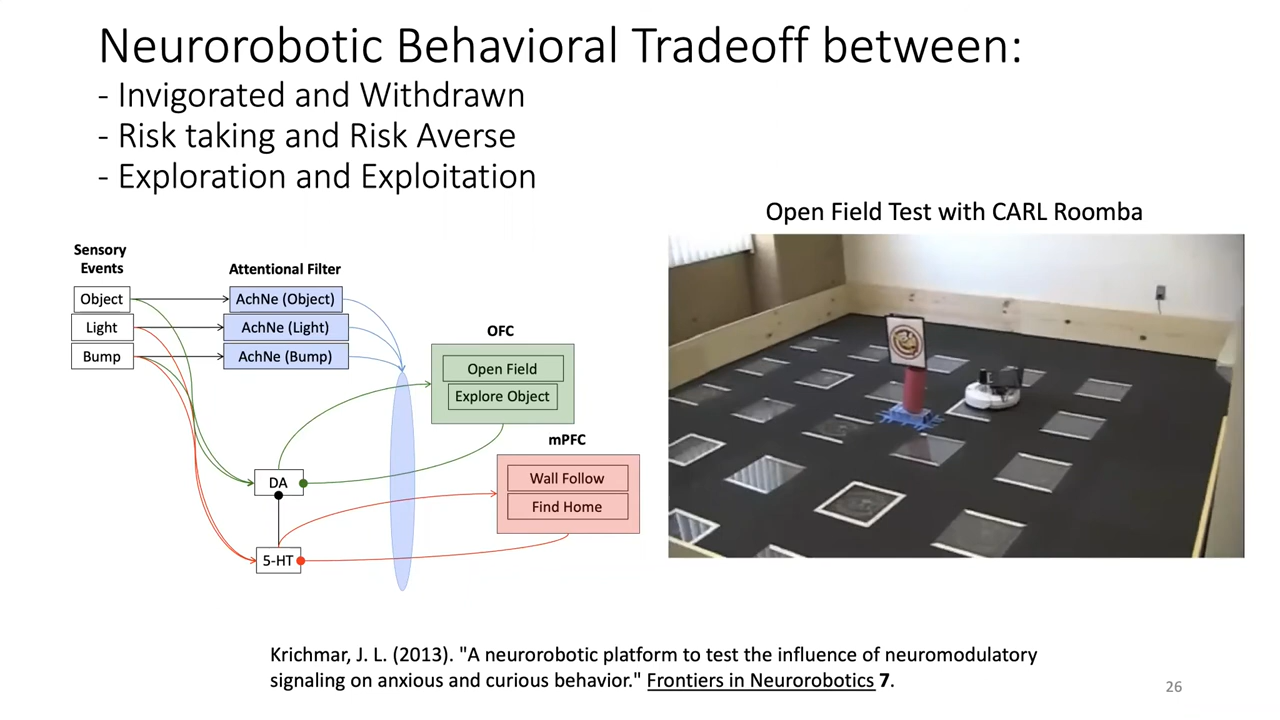 Neurorobotic Behavioral Tradeoff between:
- Invigorated and Withdrawn
- Risk taking and Risk Averse
- Exploration and Exploitation
Open Field Test with CARL Roomba
Sensory
Events
Attentional Filter
Object
AchNe (Object)
Light
AchNe (Light)
Bump
AchNe (Bump)
OFC
Open Field
Explore Object
mPFC
Wall Follow
Find Home
DA
5-HT
Krichmar, J. L. (2013). "A neurorobotic platform to test the influence of neuromodulatory
signaling on anxious and curious behavior." Frontiers in Neurorobotics 7.
26